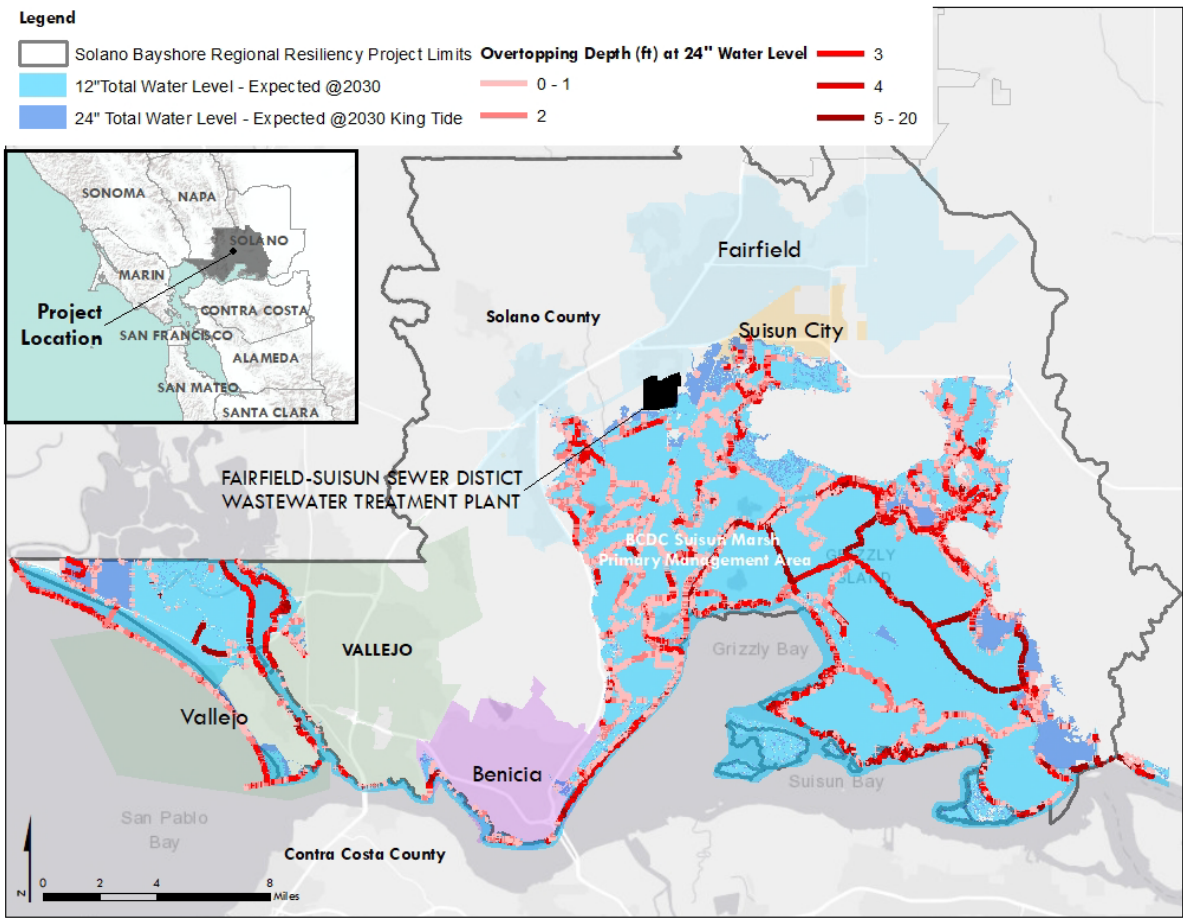 Legend
Solano Bayshore Regional Resiliency Project Limits
12"Total Water Level - Expected @2030
24" Total Water Level - Expected @2030 King Tide
Overtopping Depth (ft) at 24" Water Level
0 - 1
2
3
4
5 - 20
SONOMA
NAPA
SOLANO
MARIN
CONTRA COSTA
SAN FRANCISCO
ALAMEDA
SAN MATEO
SANTA CLARA
Project
Location
Fairfield
Solano County
Suisun City
FAIRFIELD-SUISUN SEWER DISTICT
WASTEWATER TREATMENT PLANT
BCDC Suisun Marsh
Primary Management Area
GRIZZLY
ISLAND
VALLEJO
Grizzly Bay
Vallejo
Benicia
Suisun Bay
San Pablo
Bay
Contra Costa County
N
0 2 4 8
Miles